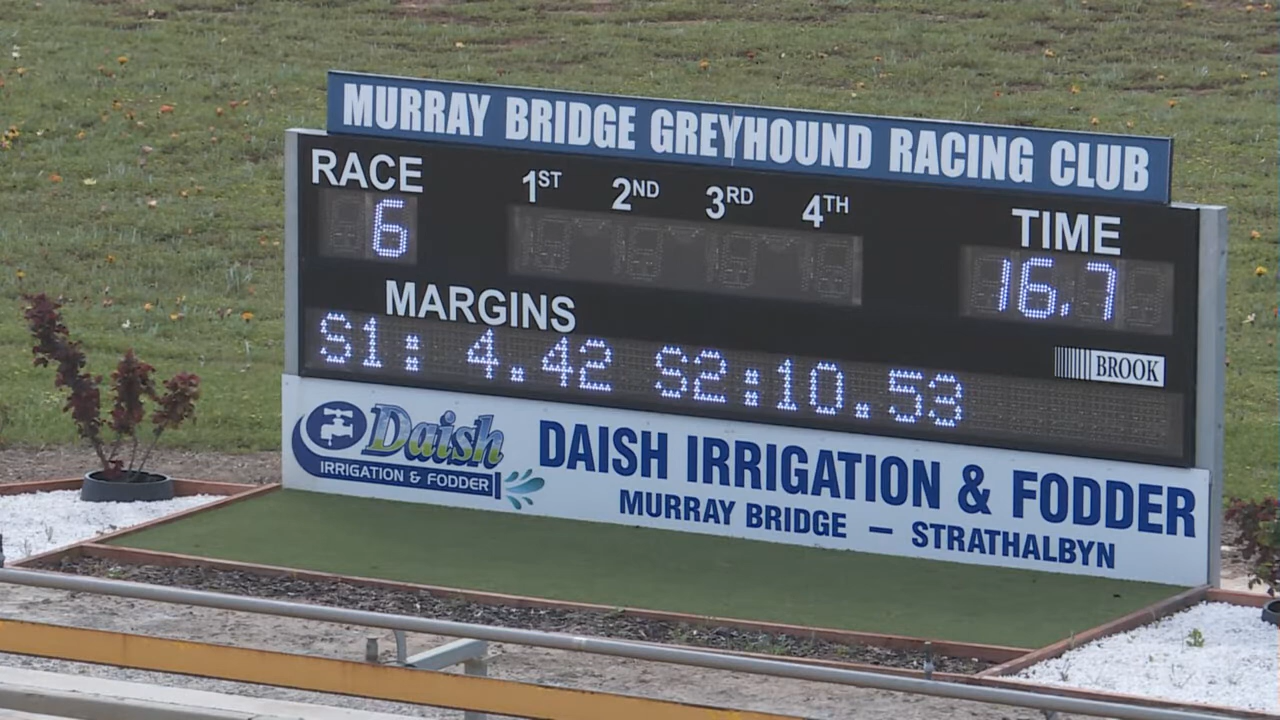 MURRAY BRIDGE GREYHOUND RACING CLUB
RACE 1ST 2ND 3RD 4TH TIME
6 16.7
MARGINS
S1: 4.42 S2:10.53
BROOK
Daish
IRRIGATION & FODDER
DAISH IRRIGATION & FODDER
MURRAY BRIDGE – STRATHALBYN